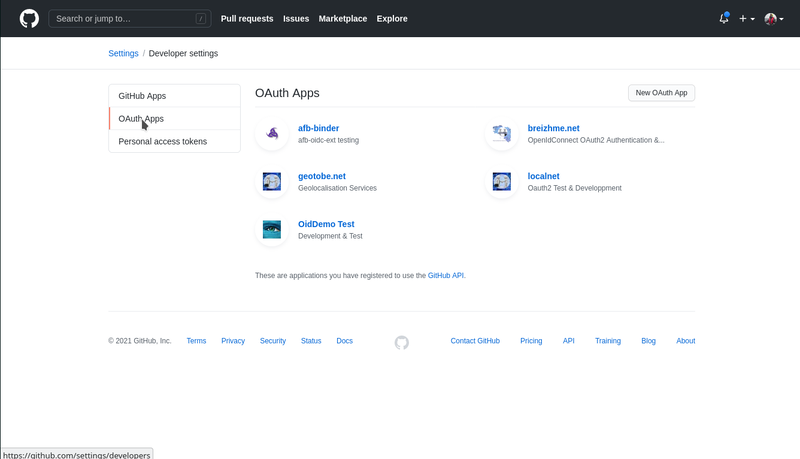 Search or jump to…
/
Pull requests
Issues
Marketplace
Explore
Settings / Developer settings
GitHub Apps
OAuth Apps
Personal access tokens
OAuth Apps
New OAuth App
afb-binder
afb-oidc-ext testing
breizhme.net
OpenIdConnect OAuth2 Authentication &...
geotobe.net
Geolocalisation Services
localnet
Oauth2 Test & Developpment
OidDemo Test
Development & Test
These are applications you have registered to use the GitHub API.
© 2021 GitHub, Inc.
Terms
Privacy
Security
Status
Docs
Contact GitHub
Pricing
API
Training
Blog
About
https://github.com/settings/developers